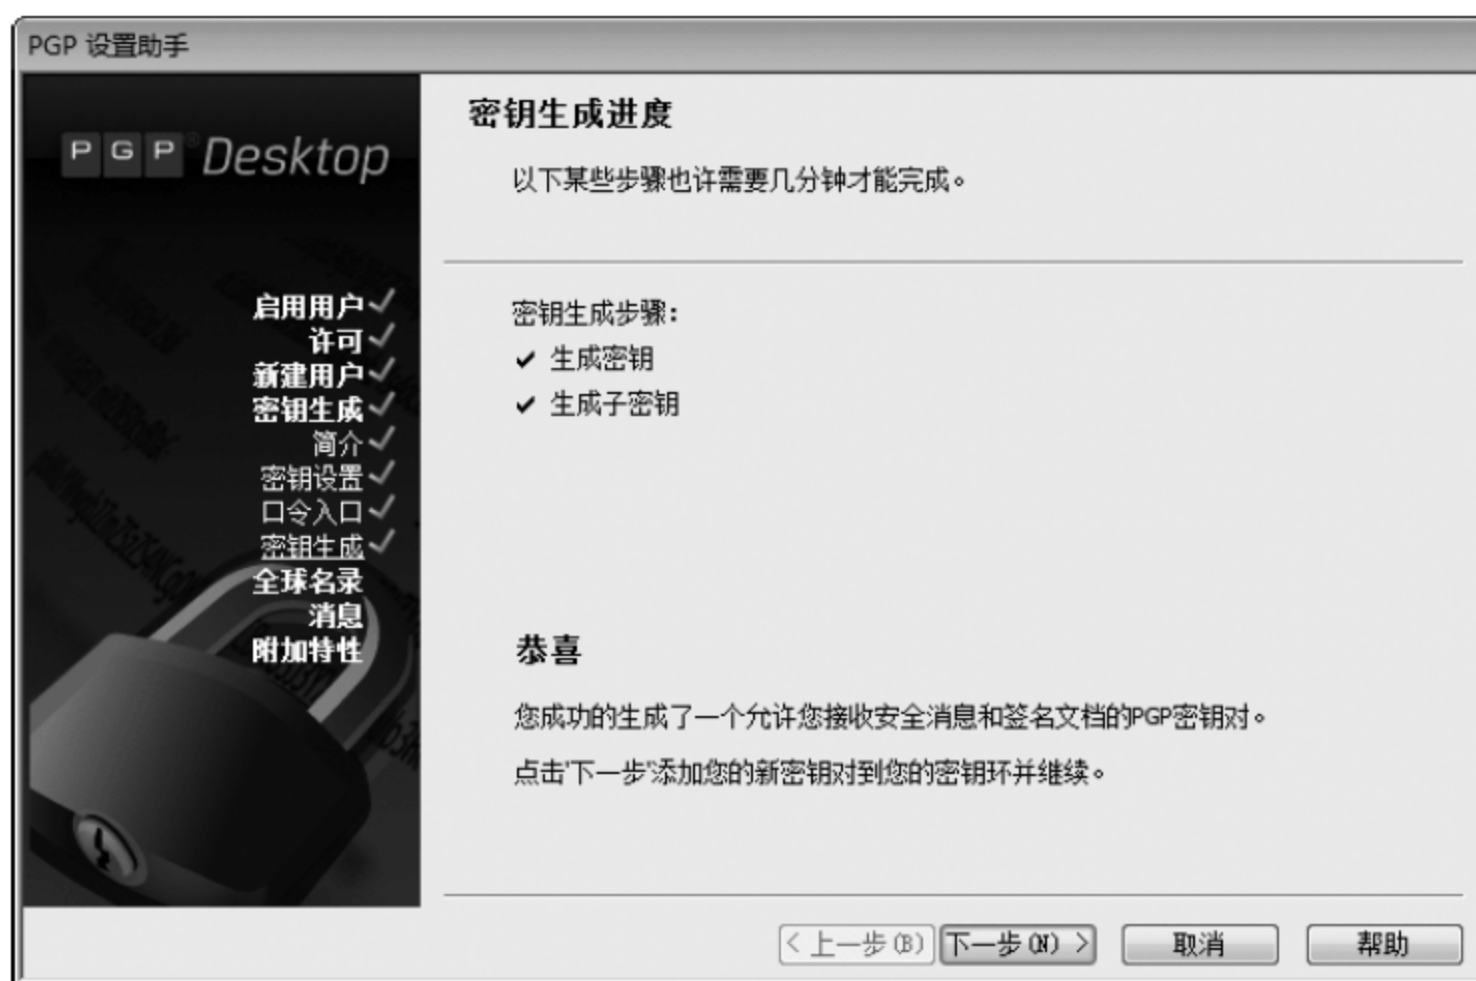 PGP 设置助手
PGP® Desktop
启用用户✓
许可✓
新建用户✓
密钥生成✓
简介✓
密钥设置✓
口令入口✓
密钥生成✓
全球名录
消息
附加特性
密钥生成进度
以下某些步骤也许需要几分钟才能完成。
密钥生成步骤：
✔ 生成密钥
✔ 生成子密钥
恭喜
您成功的生成了一个允许您接收安全消息和签名文档的PGP密钥对。
点击'下一步'添加您的新密钥对到您的密钥环并继续。
< 上一步(B) 下一步(N) > 取消 帮助